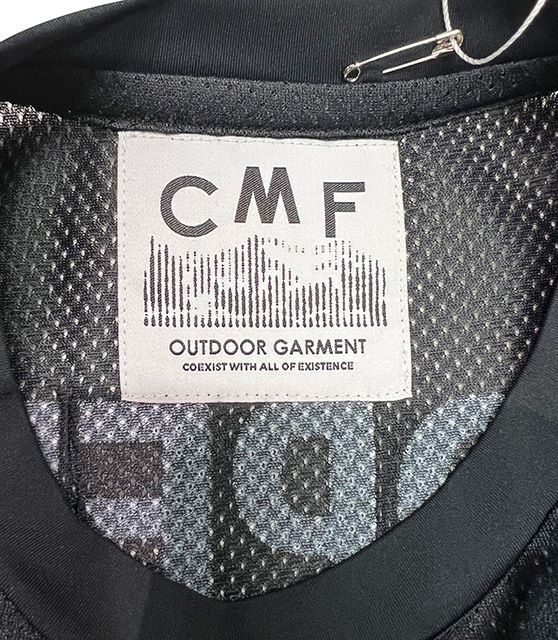 CMF
OUTDOOR GARMENT
COEXIST WITH ALL OF EXISTENCE